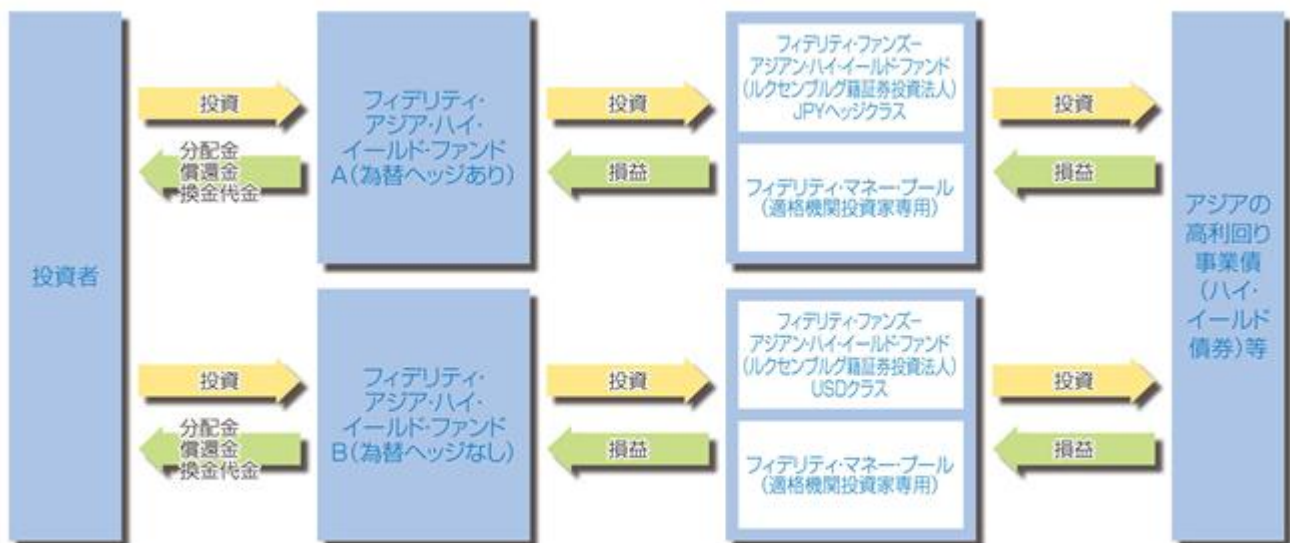 投資者
投資
分配金
償還金
換金代金
フィデリティ・
アジア・ハイ・
イールド・ファンド
A(為替ヘッジあり)
投資
損益
フィデリティ・ファンズー
アジアン・ハイ・イールド・ファンド
(ルクセンブルグ籍証券投資法人)
JPYヘッジクラス
フィデリティ・マネー・プール
(適格機関投資家専用)
投資
損益
投資
分配金
償還金
換金代金
フィデリティ・
アジア・ハイ・
イールド・ファンド
B(為替ヘッジなし)
投資
損益
フィデリティ・ファンズー
アジアン・ハイ・イールド・ファンド
(ルクセンブルグ籍証券投資法人)
USDクラス
フィデリティ・マネー・プール
(適格機関投資家専用)
投資
損益
アジアの
高利回り
事業債
(ハイ・
イールド
債券)等